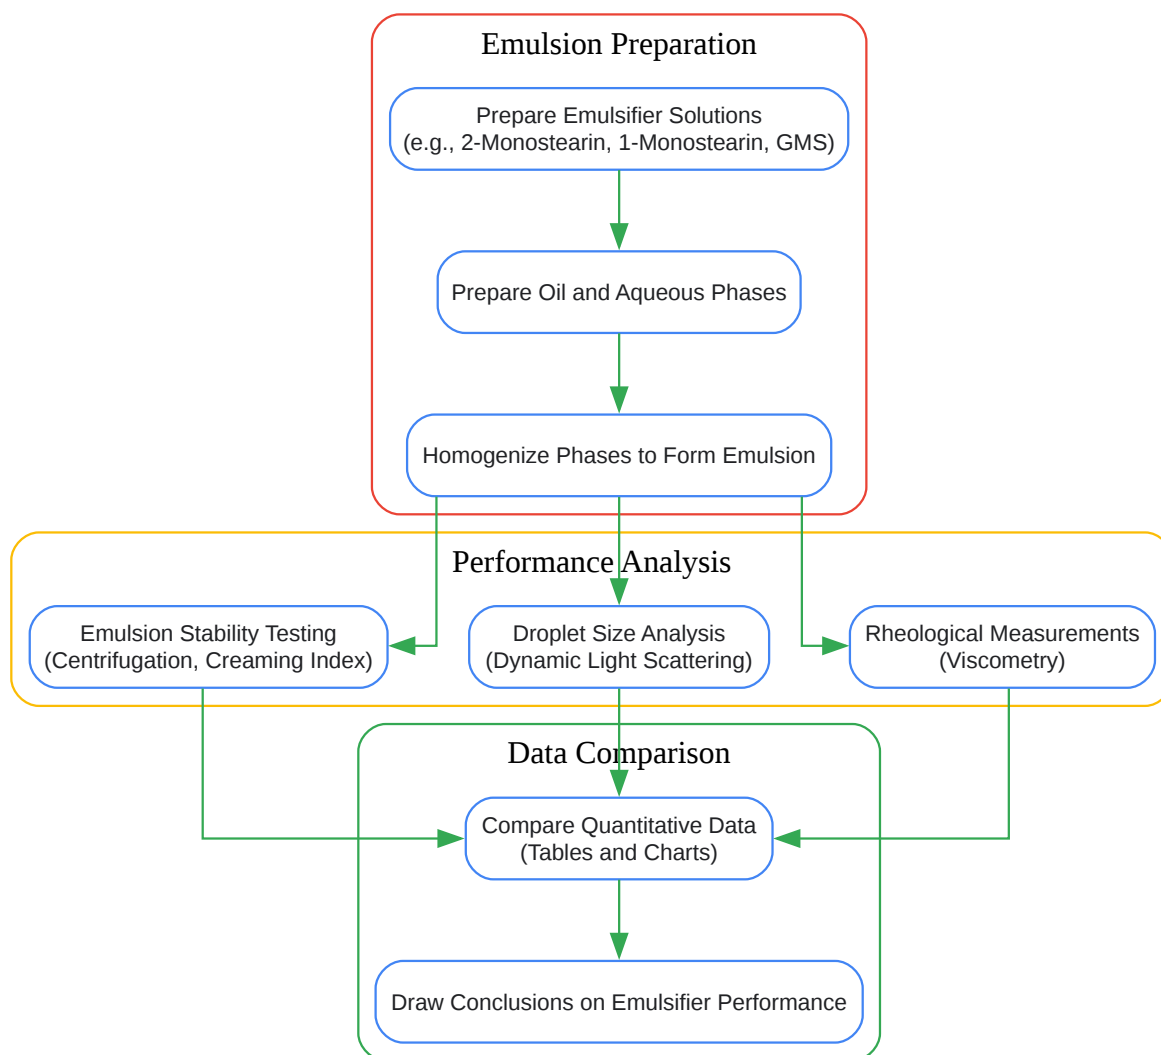 Emulsion Preparation
Prepare Emulsifier Solutions
(e.g., 2-Monostearin, 1-Monostearin, GMS)
Prepare Oil and Aqueous Phases
Homogenize Phases to Form Emulsion
Performance Analysis
Emulsion Stability Testing
(Centrifugation, Creaming Index)
Droplet Size Analysis
(Dynamic Light Scattering)
Rheological Measurements
(Viscometry)
Data Comparison
Compare Quantitative Data
(Tables and Charts)
Draw Conclusions on Emulsifier Performance